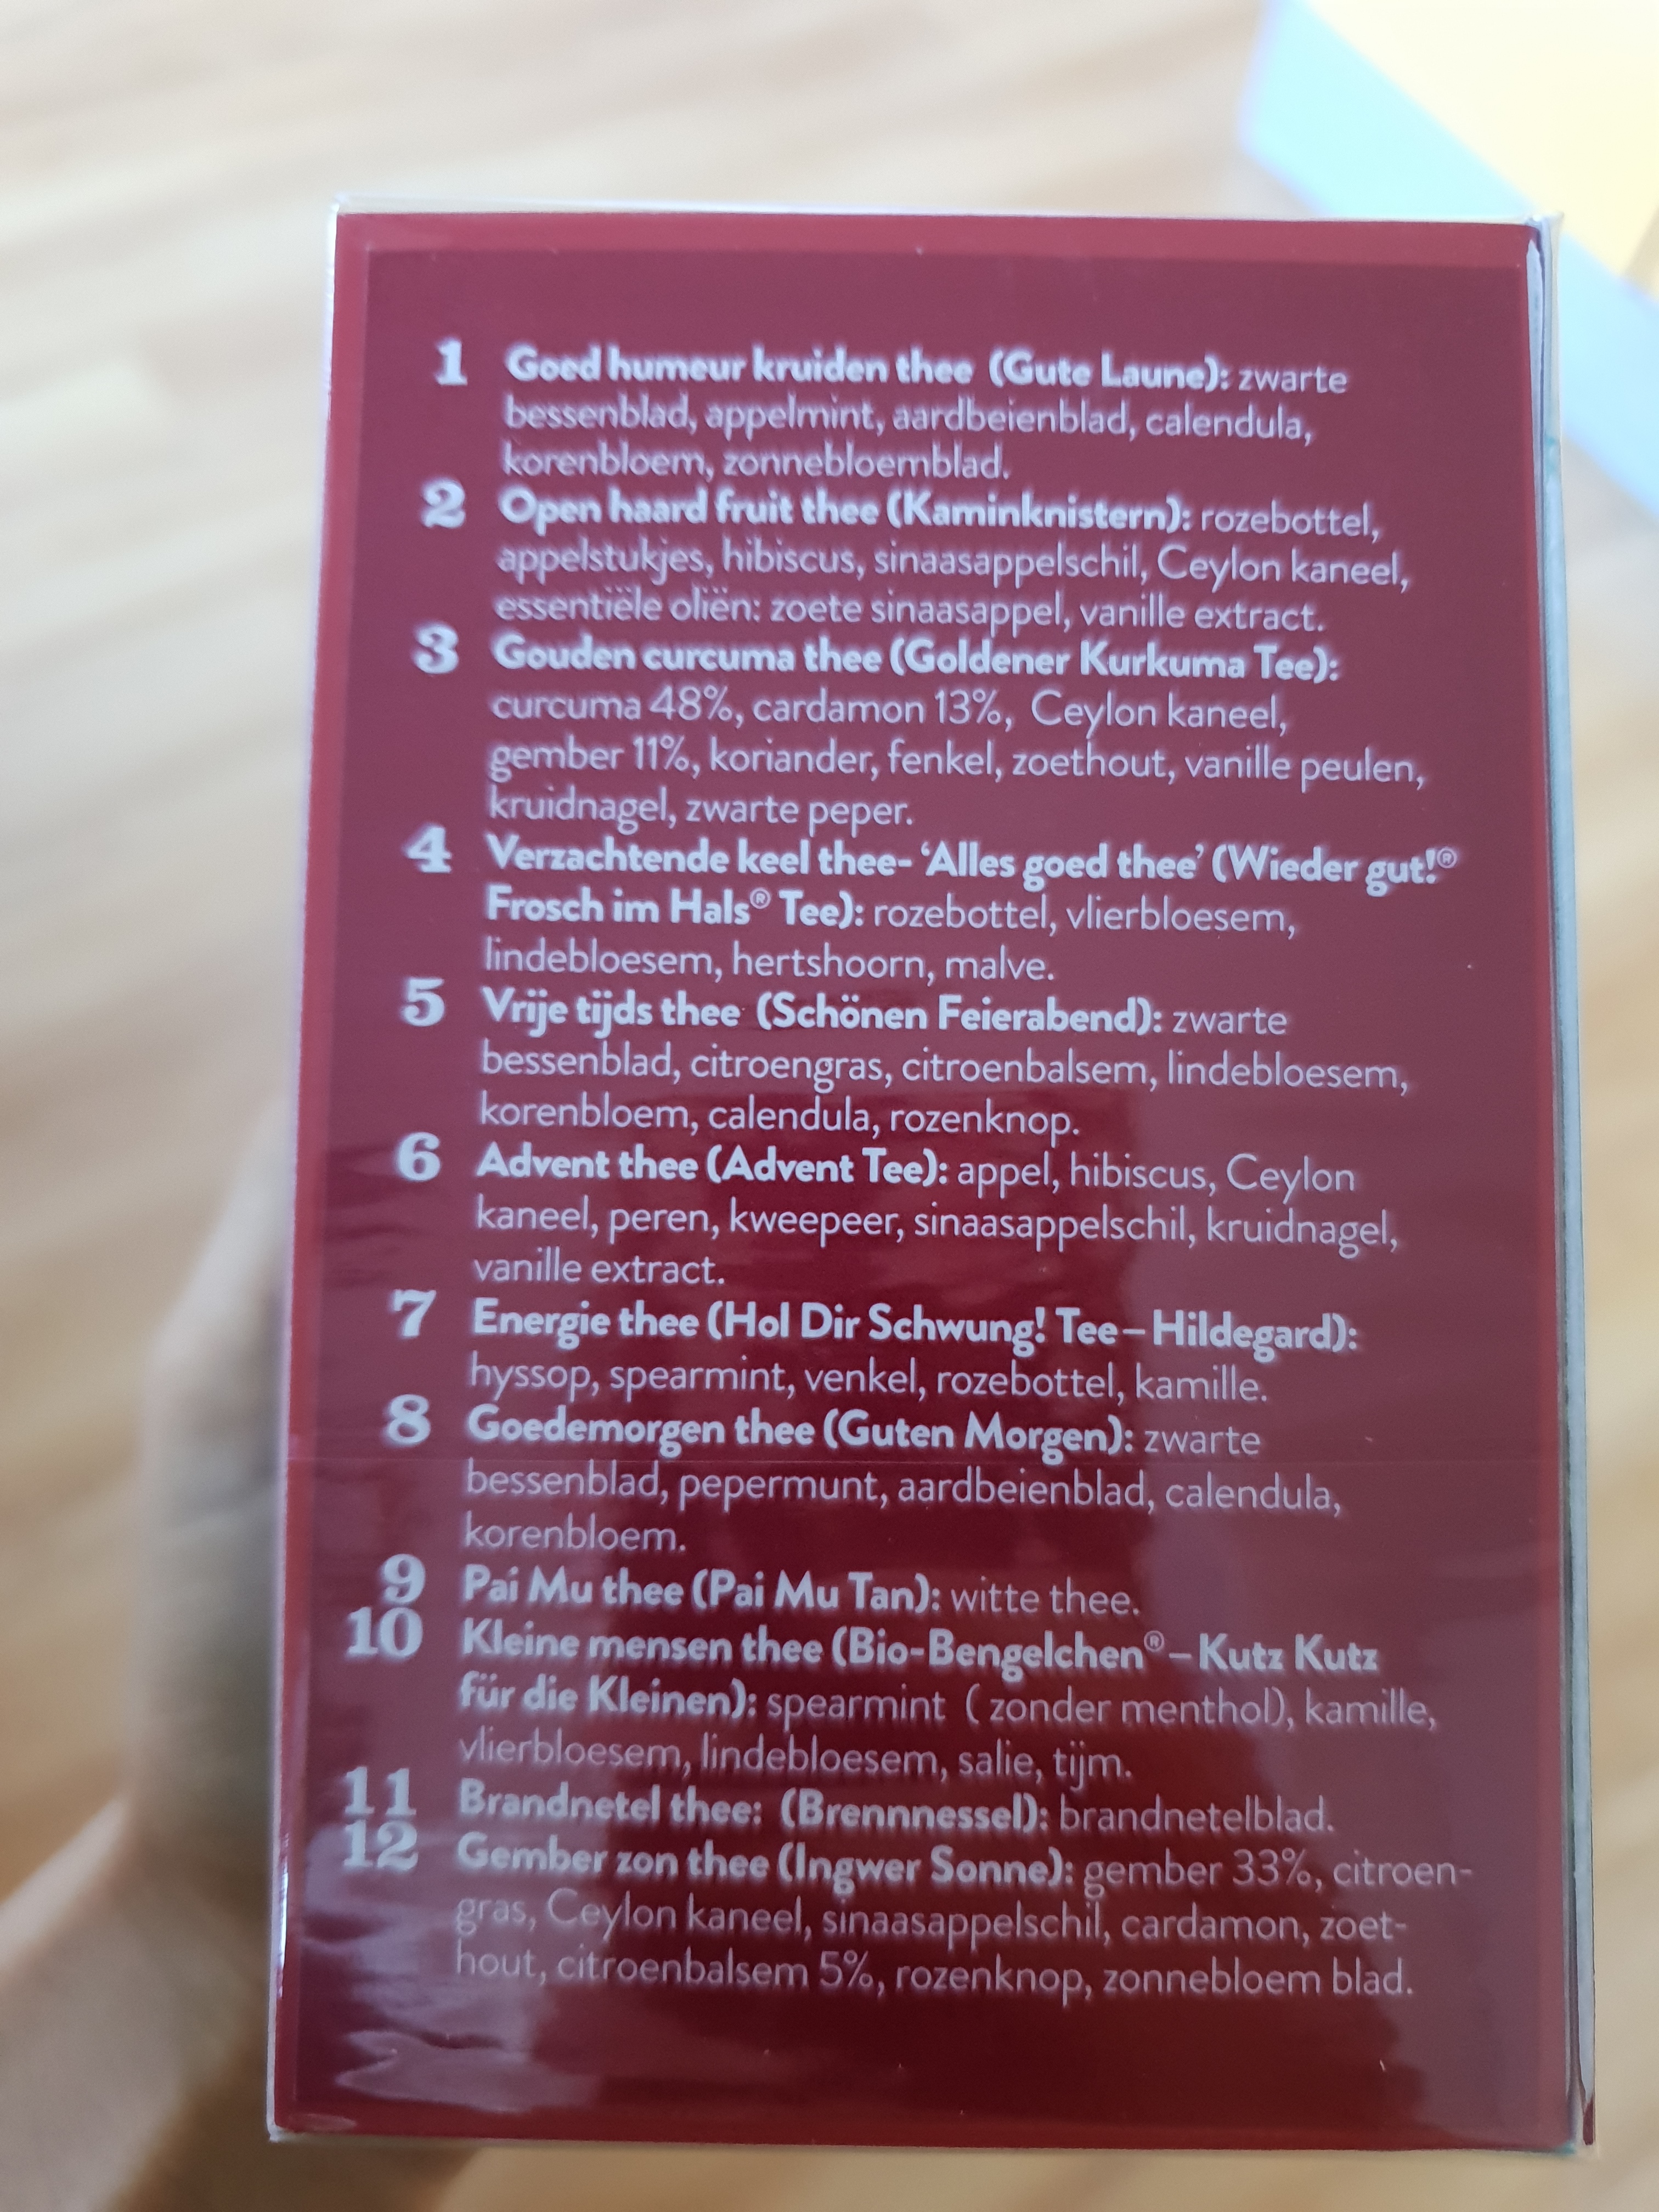 1 Goed humeur kruiden thee (Gute Laune): zwarte
bessenblad, appelmint, aardbeienblad, calendula,
korenbloem, zonnebloemblad.
2 Open haard fruit thee (Kaminknistern): rozebottel,
appelstukjes, hibiscus, sinaasappelschil, Ceylon kaneel,
essentiële oliën: zoete sinaasappel, vanille extract.
3 Gouden curcuma thee (Goldener Kurkuma Tee):
curcuma 48%, cardamon 13%, Ceylon kaneel,
gember 11%, koriander, fenkel, zoethout, vanille peulen,
kruidnagel, zwarte peper.
4 Verzachtende keel thee- ‘Alles goed thee’ (Wieder gut!®
Frosch im Hals® Tee): rozebottel, vlierbloesem,
lindebloesem, hertshoorn, malve.
5 Vrije tijds thee (Schönen Feierabend): zwarte
bessenblad, citroengras, citroenbalsem, lindebloesem,
korenbloem, calendula, rozenknop.
6 Advent thee (Advent Tee): appel, hibiscus, Ceylon
kaneel, peren, kweepeer, sinaasappelschil, kruidnagel,
vanille extract.
7 Energie thee (Hol Dir Schwung! Tee – Hildegard):
hyssop, spearmint, venkel, rozebottel, kamille.
8 Goedemorgen thee (Guten Morgen): zwarte
bessenblad, pepermunt, aardbeienblad, calendula,
korenbloem.
9 Pai Mu thee (Pai Mu Tan): witte thee.
10 Kleine mensen thee (Bio-Bengelchen® – Kutz Kutz
für die Kleinen): spearmint ( zonder menthol), kamille,
vlierbloesem, lindebloesem, salie, tijm.
11 Brandnetel thee: (Brennnessel): brandnetelblad.
12 Gember zon thee (Ingwer Sonne): gember 33%, citroen-
gras, Ceylon kaneel, sinaasappelschil, cardamon, zoet-
hout, citroenbalsem 5%, rozenknop, zonnebloem blad.